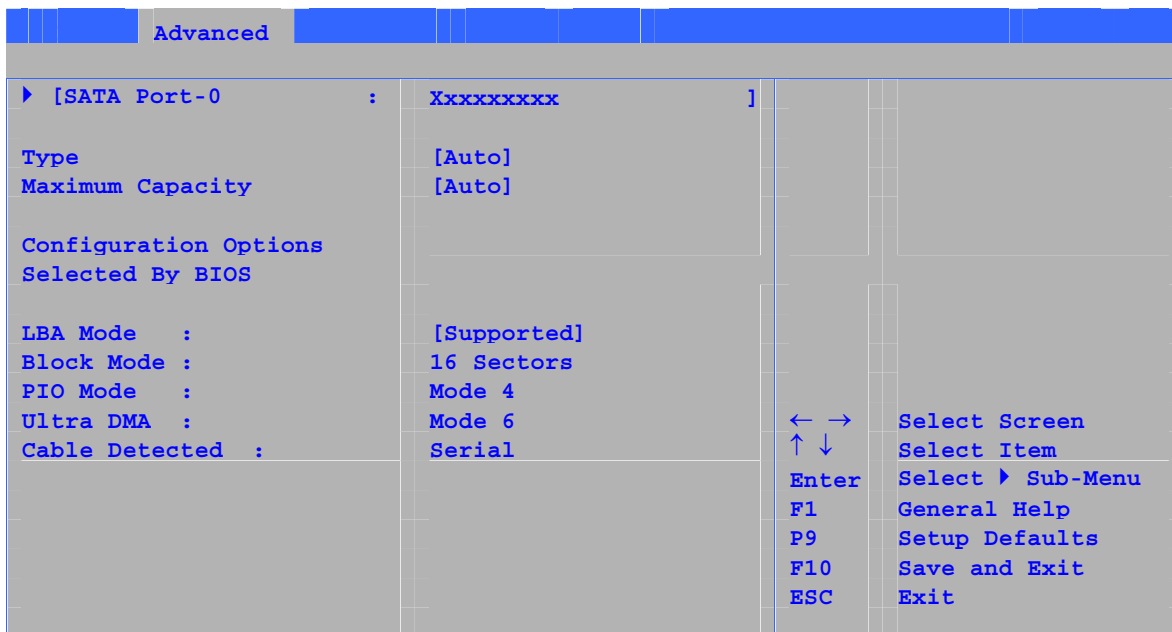 Advanced
[SATA Port-0 : Xxxxxxxxx ]
Type [Auto]
Maximum Capacity [Auto]
Configuration Options
Selected By BIOS
LBA Mode : [Supported]
Block Mode : 16 Sectors
PIO Mode : Mode 4
Ultra DMA : Mode 6
Cable Detected : Serial
← → Select Screen
↑ ↓ Select Item
Enter Select Sub-Menu
F1 General Help
P9 Setup Defaults
F10 Save and Exit
ESC Exit